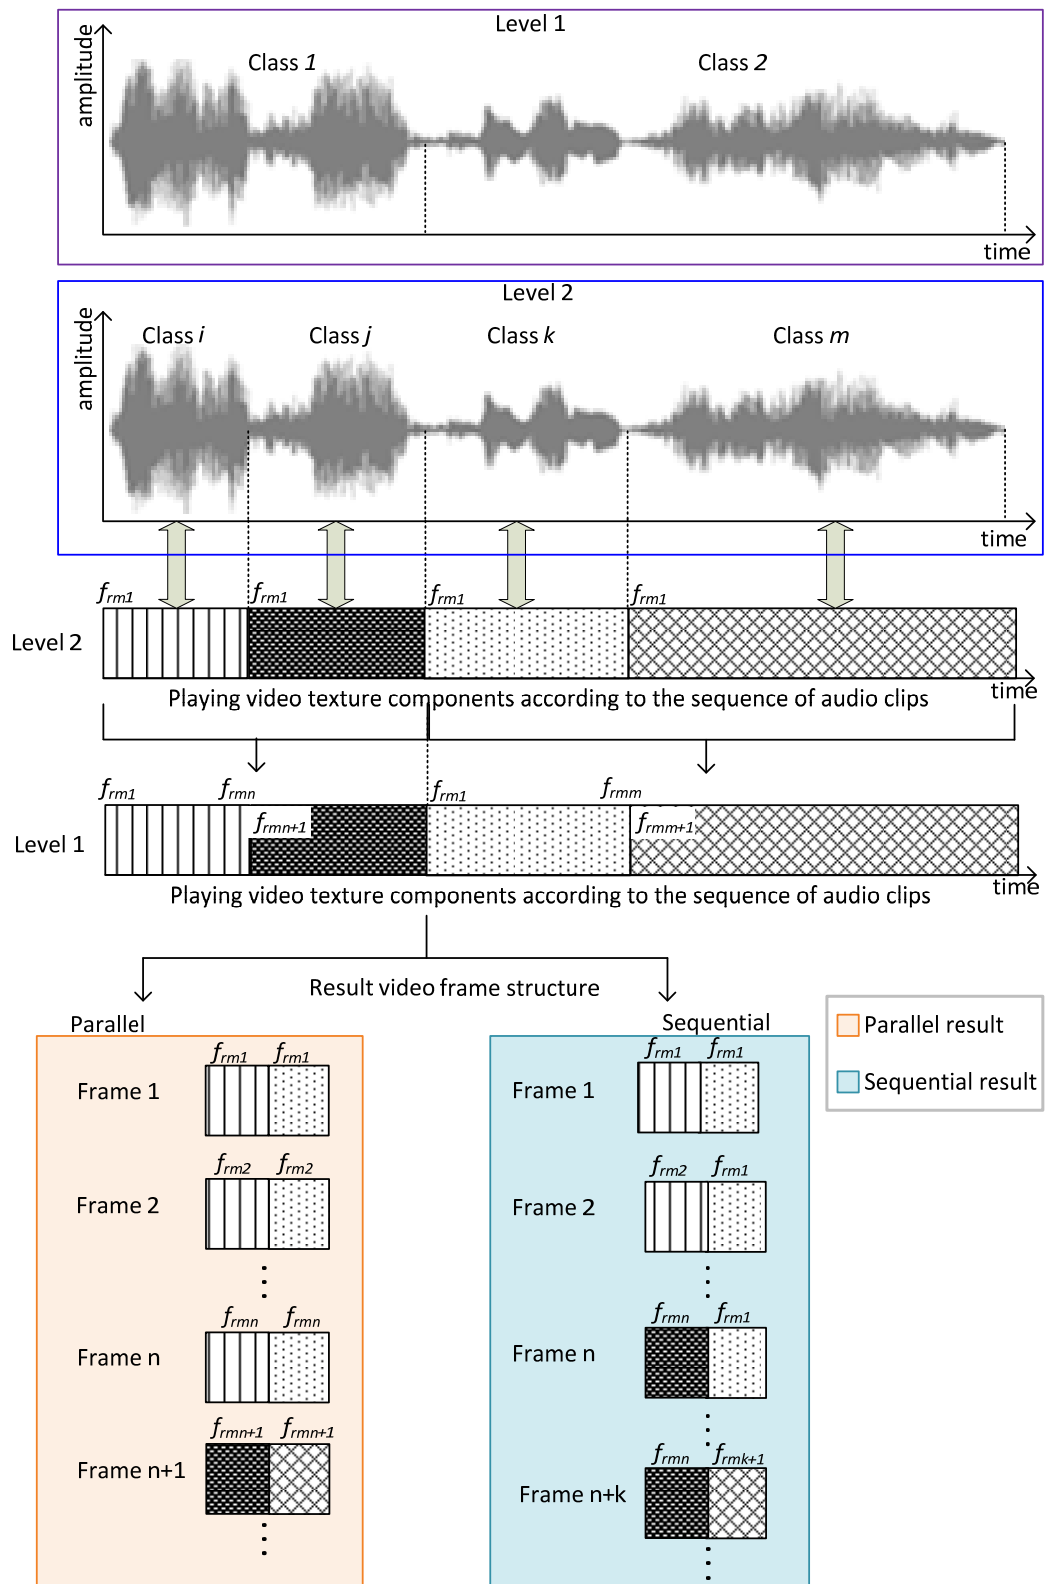 Level 1
amplitude
Class 1
Class 2
time
Level 2
amplitude
Class i
Class j
Class k
Class m
time
frm1
frm1
frm1
frm1
Level 2
time
Playing video texture components according to the sequence of audio clips
frm1
frmn
frm1
frmm
frmn+1
frmm+1
Level 1
time
Playing video texture components according to the sequence of audio clips
Result video frame structure
Parallel
frm1 frm1
Frame 1
frm2 frm2
Frame 2
frmn frmn
Frame n
frmn+1 frmn+1
Frame n+1
Sequential
frm1 frm1
Frame 1
frm2 frm1
Frame 2
frmn frm1
Frame n
frmn frmk+1
Frame n+k
Parallel result
Sequential result